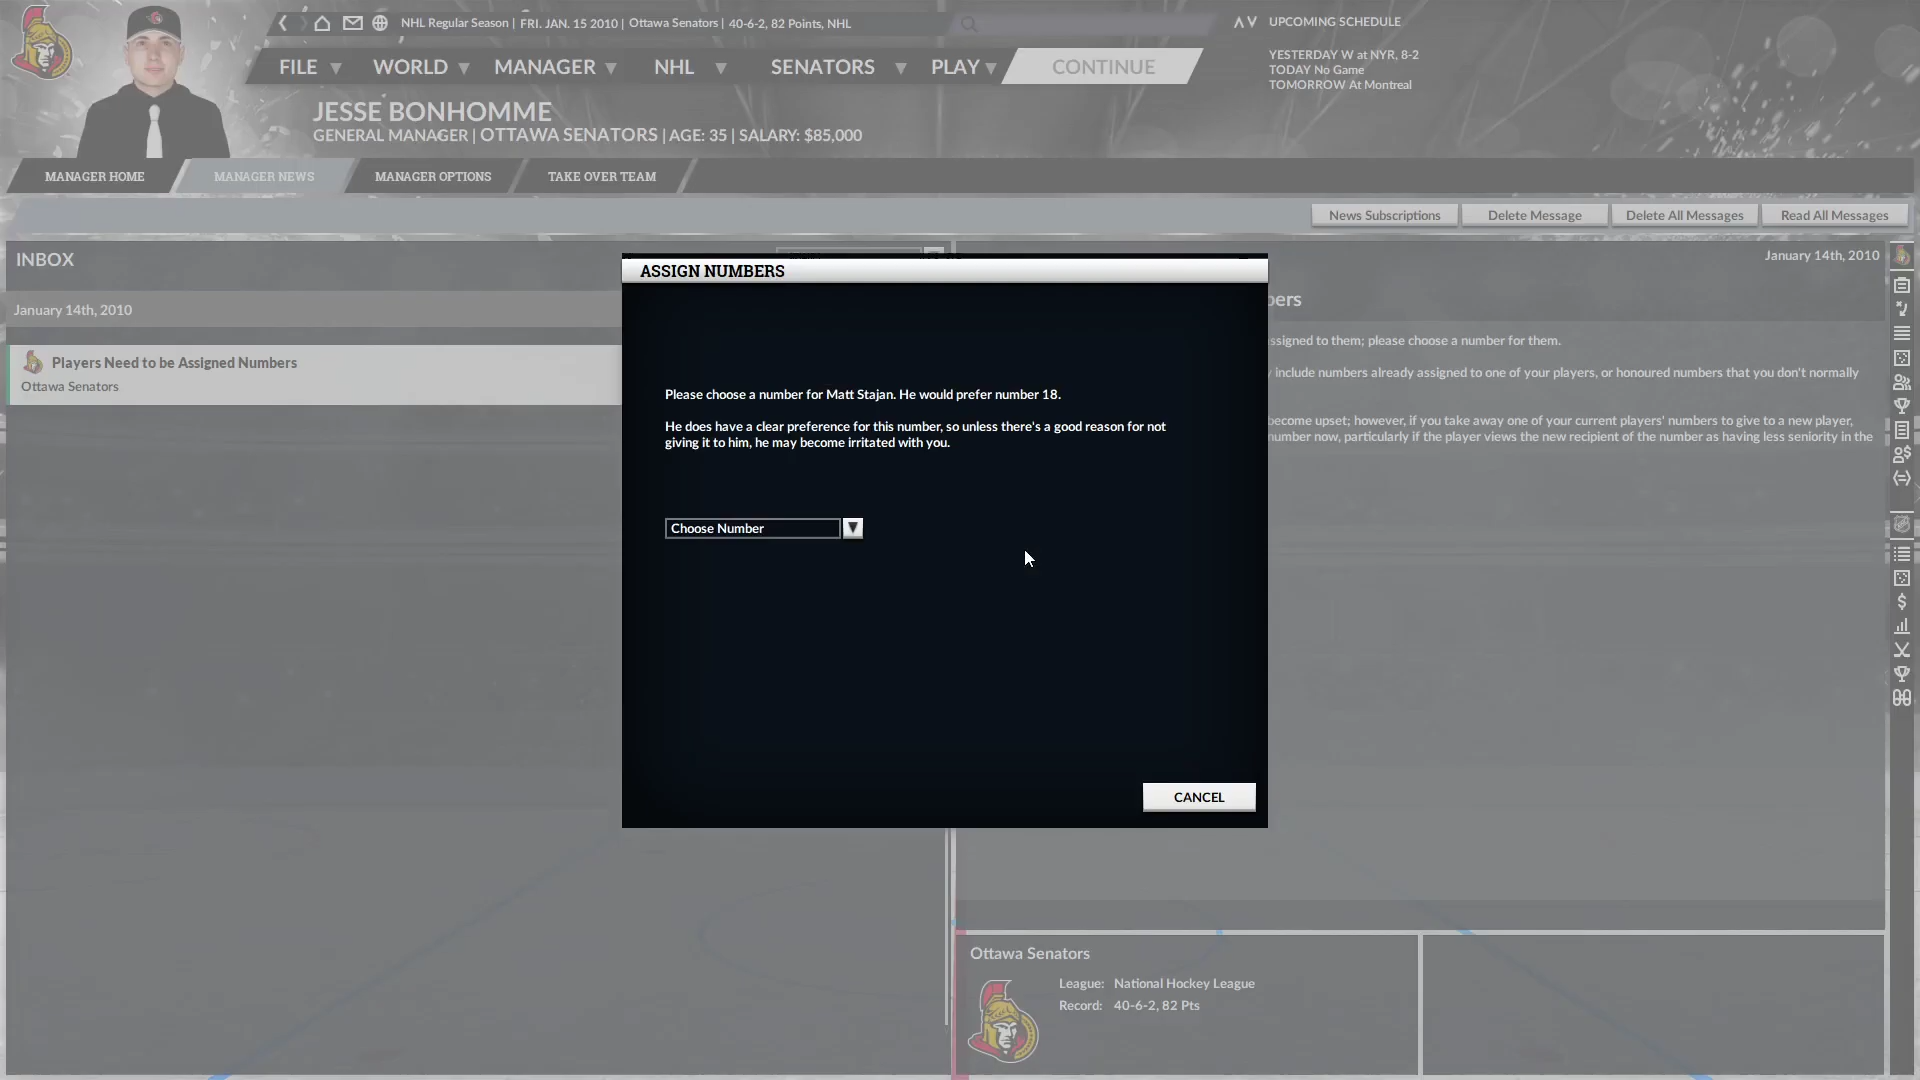 NHL Regular Season | FRI. JAN. 15 2010 | Ottawa Senators | 40-6-2, 82 Points, NHL
UPCOMING SCHEDULE
YESTERDAY W at NYR, 8-2
TODAY No Game
TOMORROW At Montreal
FILE WORLD MANAGER NHL SENATORS PLAY CONTINUE
JESSE BONHOMME
GENERAL MANAGER | OTTAWA SENATORS | AGE: 35 | SALARY: $85,000
MANAGER HOME MANAGER NEWS MANAGER OPTIONS TAKE OVER TEAM
News Subscriptions Delete Message Delete All Messages Read All Messages
INBOX
January 14th, 2010
Players Need to be Assigned Numbers
Ottawa Senators
ASSIGN NUMBERS
Please choose a number for Matt Stajan. He would prefer number 18.
He does have a clear preference for this number, so unless there's a good reason for not
giving it to him, he may become irritated with you.
Choose Number
CANCEL
January 14th, 2010
bers
ssigned to them; please choose a number for them.
include numbers already assigned to one of your players, or honoured numbers that you don't normally
become upset; however, if you take away one of your current players' numbers to give to a new player,
number now, particularly if the player views the new recipient of the number as having less seniority in the
Ottawa Senators
League: National Hockey League
Record: 40-6-2, 82 Pts